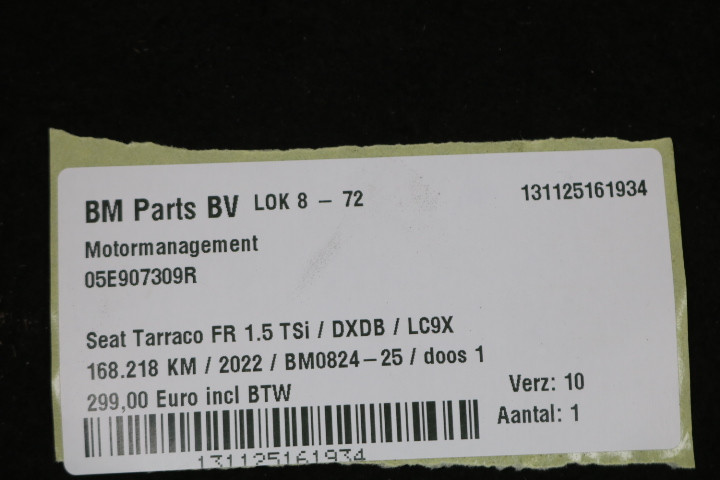 BM Parts BV LOK 8 - 72 131125161934
Motormanagement
05E907309R
Seat Tarraco FR 1.5 TSi / DXDB / LC9X
168.218 KM / 2022 / BM0824-25 / doos 1
299,00 Euro incl BTW Verz: 10
Aantal: 1
131125161934